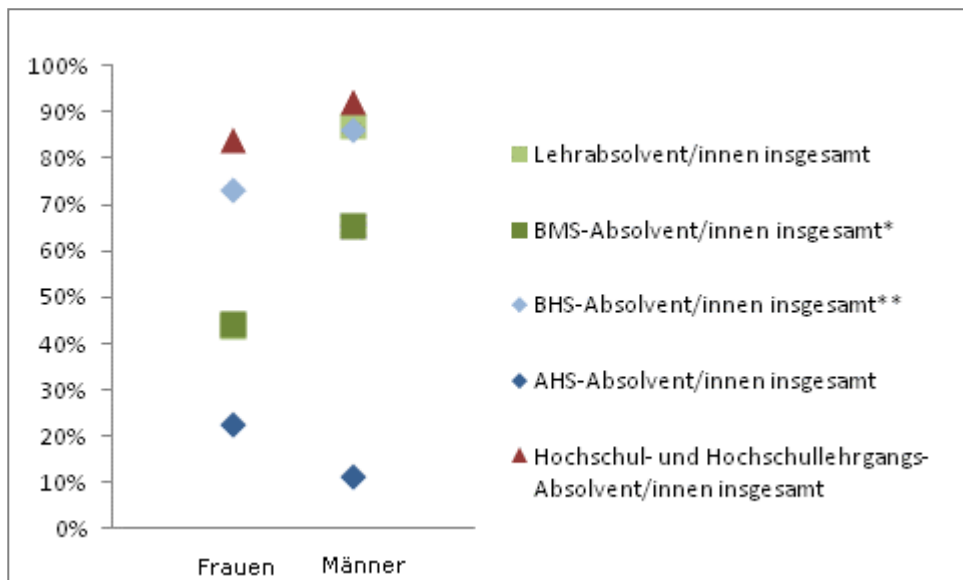 100%
90%
80%
70%
60%
50%
40%
30%
20%
10%
0%
Frauen
Männer
Lehrabsolvent/innen insgesamt
BMS-Absolvent/innen insgesamt*
BHS-Absolvent/innen insgesamt**
AHS-Absolvent/innen insgesamt
Hochschul- und Hochschullehrgangs-
Absolvent/innen insgesamt